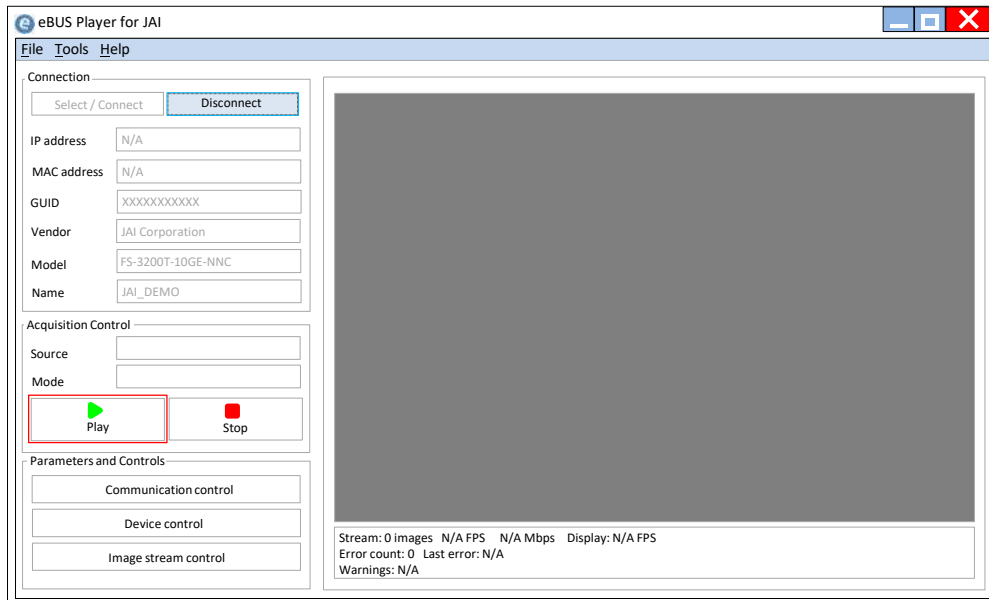 eBUS Player for JAI
File Tools Help
Connection
Select / Connect Disconnect
IP address N/A
MAC address N/A
GUID XXXXXXXXXXX
Vendor JAI Corporation
Model FS-3200T-10GE-NNC
Name JAI_DEMO
Acquisition Control
Source
Mode
Play Stop
Parameters and Controls
Communication control
Device control
Image stream control
Stream: 0 images N/A FPS N/A Mbps Display: N/A FPS
Error count: 0 Last error: N/A
Warnings: N/A